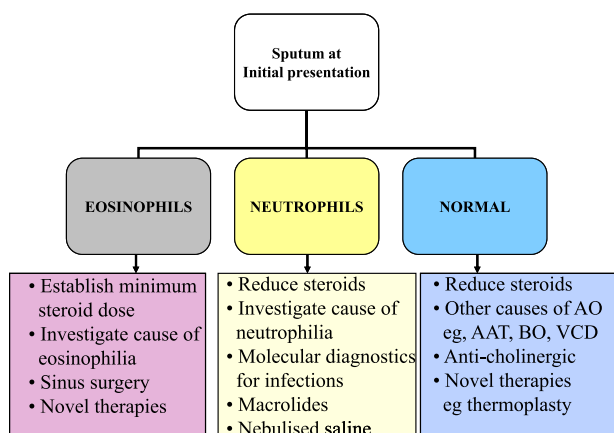 Sputum at
Initial presentation
EOSINOPHILS
NEUTROPHILS
NORMAL
• Establish minimum
steroid dose
• Investigate cause of
eosinophilia
• Sinus surgery
• Novel therapies
• Reduce steroids
• Investigate cause of
neutrophilia
• Molecular diagnostics
for infections
• Macrolides
• Nebulised saline
• Reduce steroids
• Other causes of AO
eg, AAT, BO, VCD
• Anti-cholinergic
• Novel therapies
eg thermoplasty